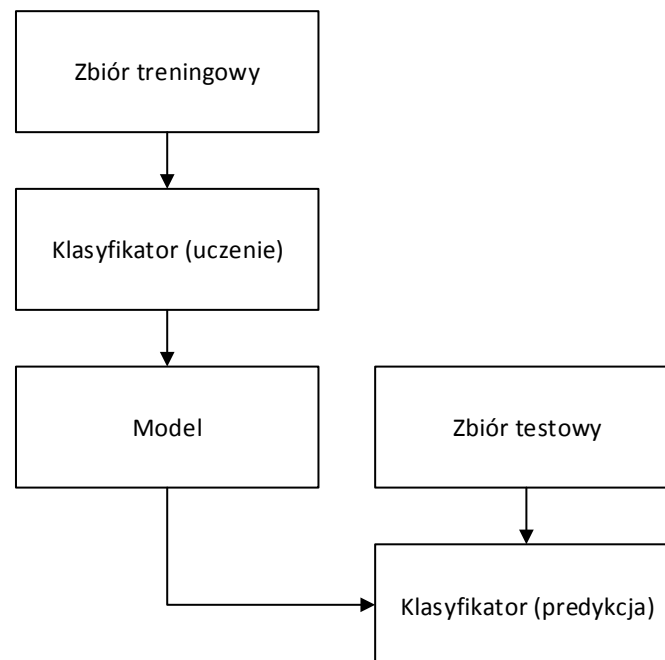 Zbiór treningowy
Klasyfikator (uczenie)
Model
Zbiór testowy
Klasyfikator (predykcja)